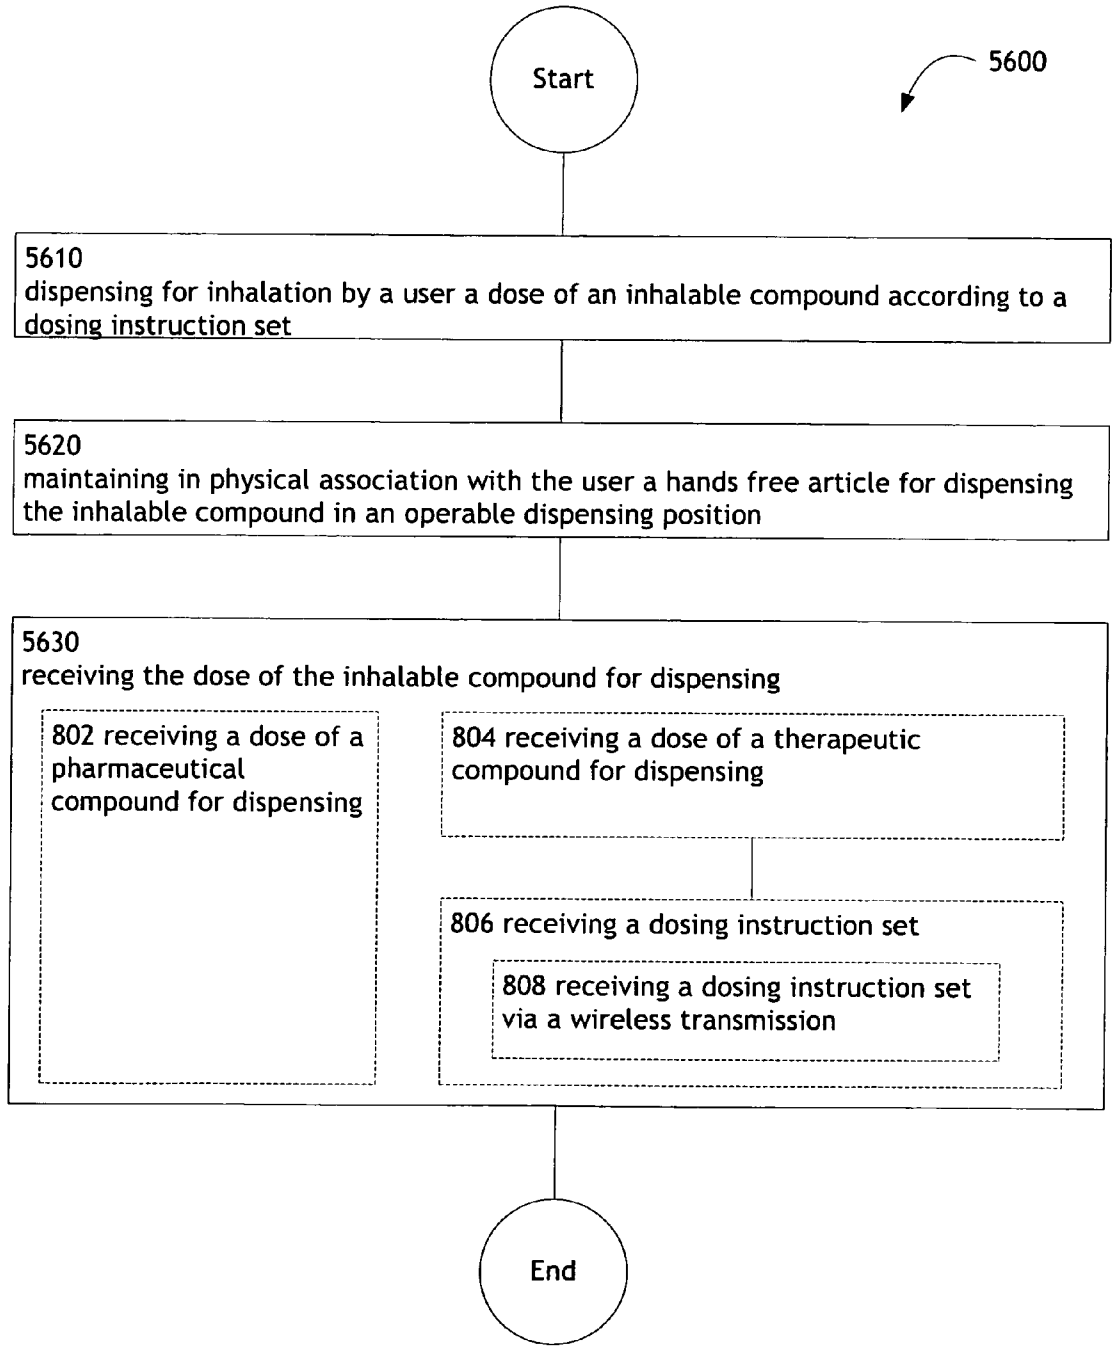 Start
5600
5610
dispensing for inhalation by a user a dose of an inhalable compound according to a
dosing instruction set
5620
maintaining in physical association with the user a hands free article for dispensing
the inhalable compound in an operable dispensing position
5630
receiving the dose of the inhalable compound for dispensing
802 receiving a dose of a
pharmaceutical
compound for dispensing
804 receiving a dose of a therapeutic
compound for dispensing
806 receiving a dosing instruction set
808 receiving a dosing instruction set
via a wireless transmission
End